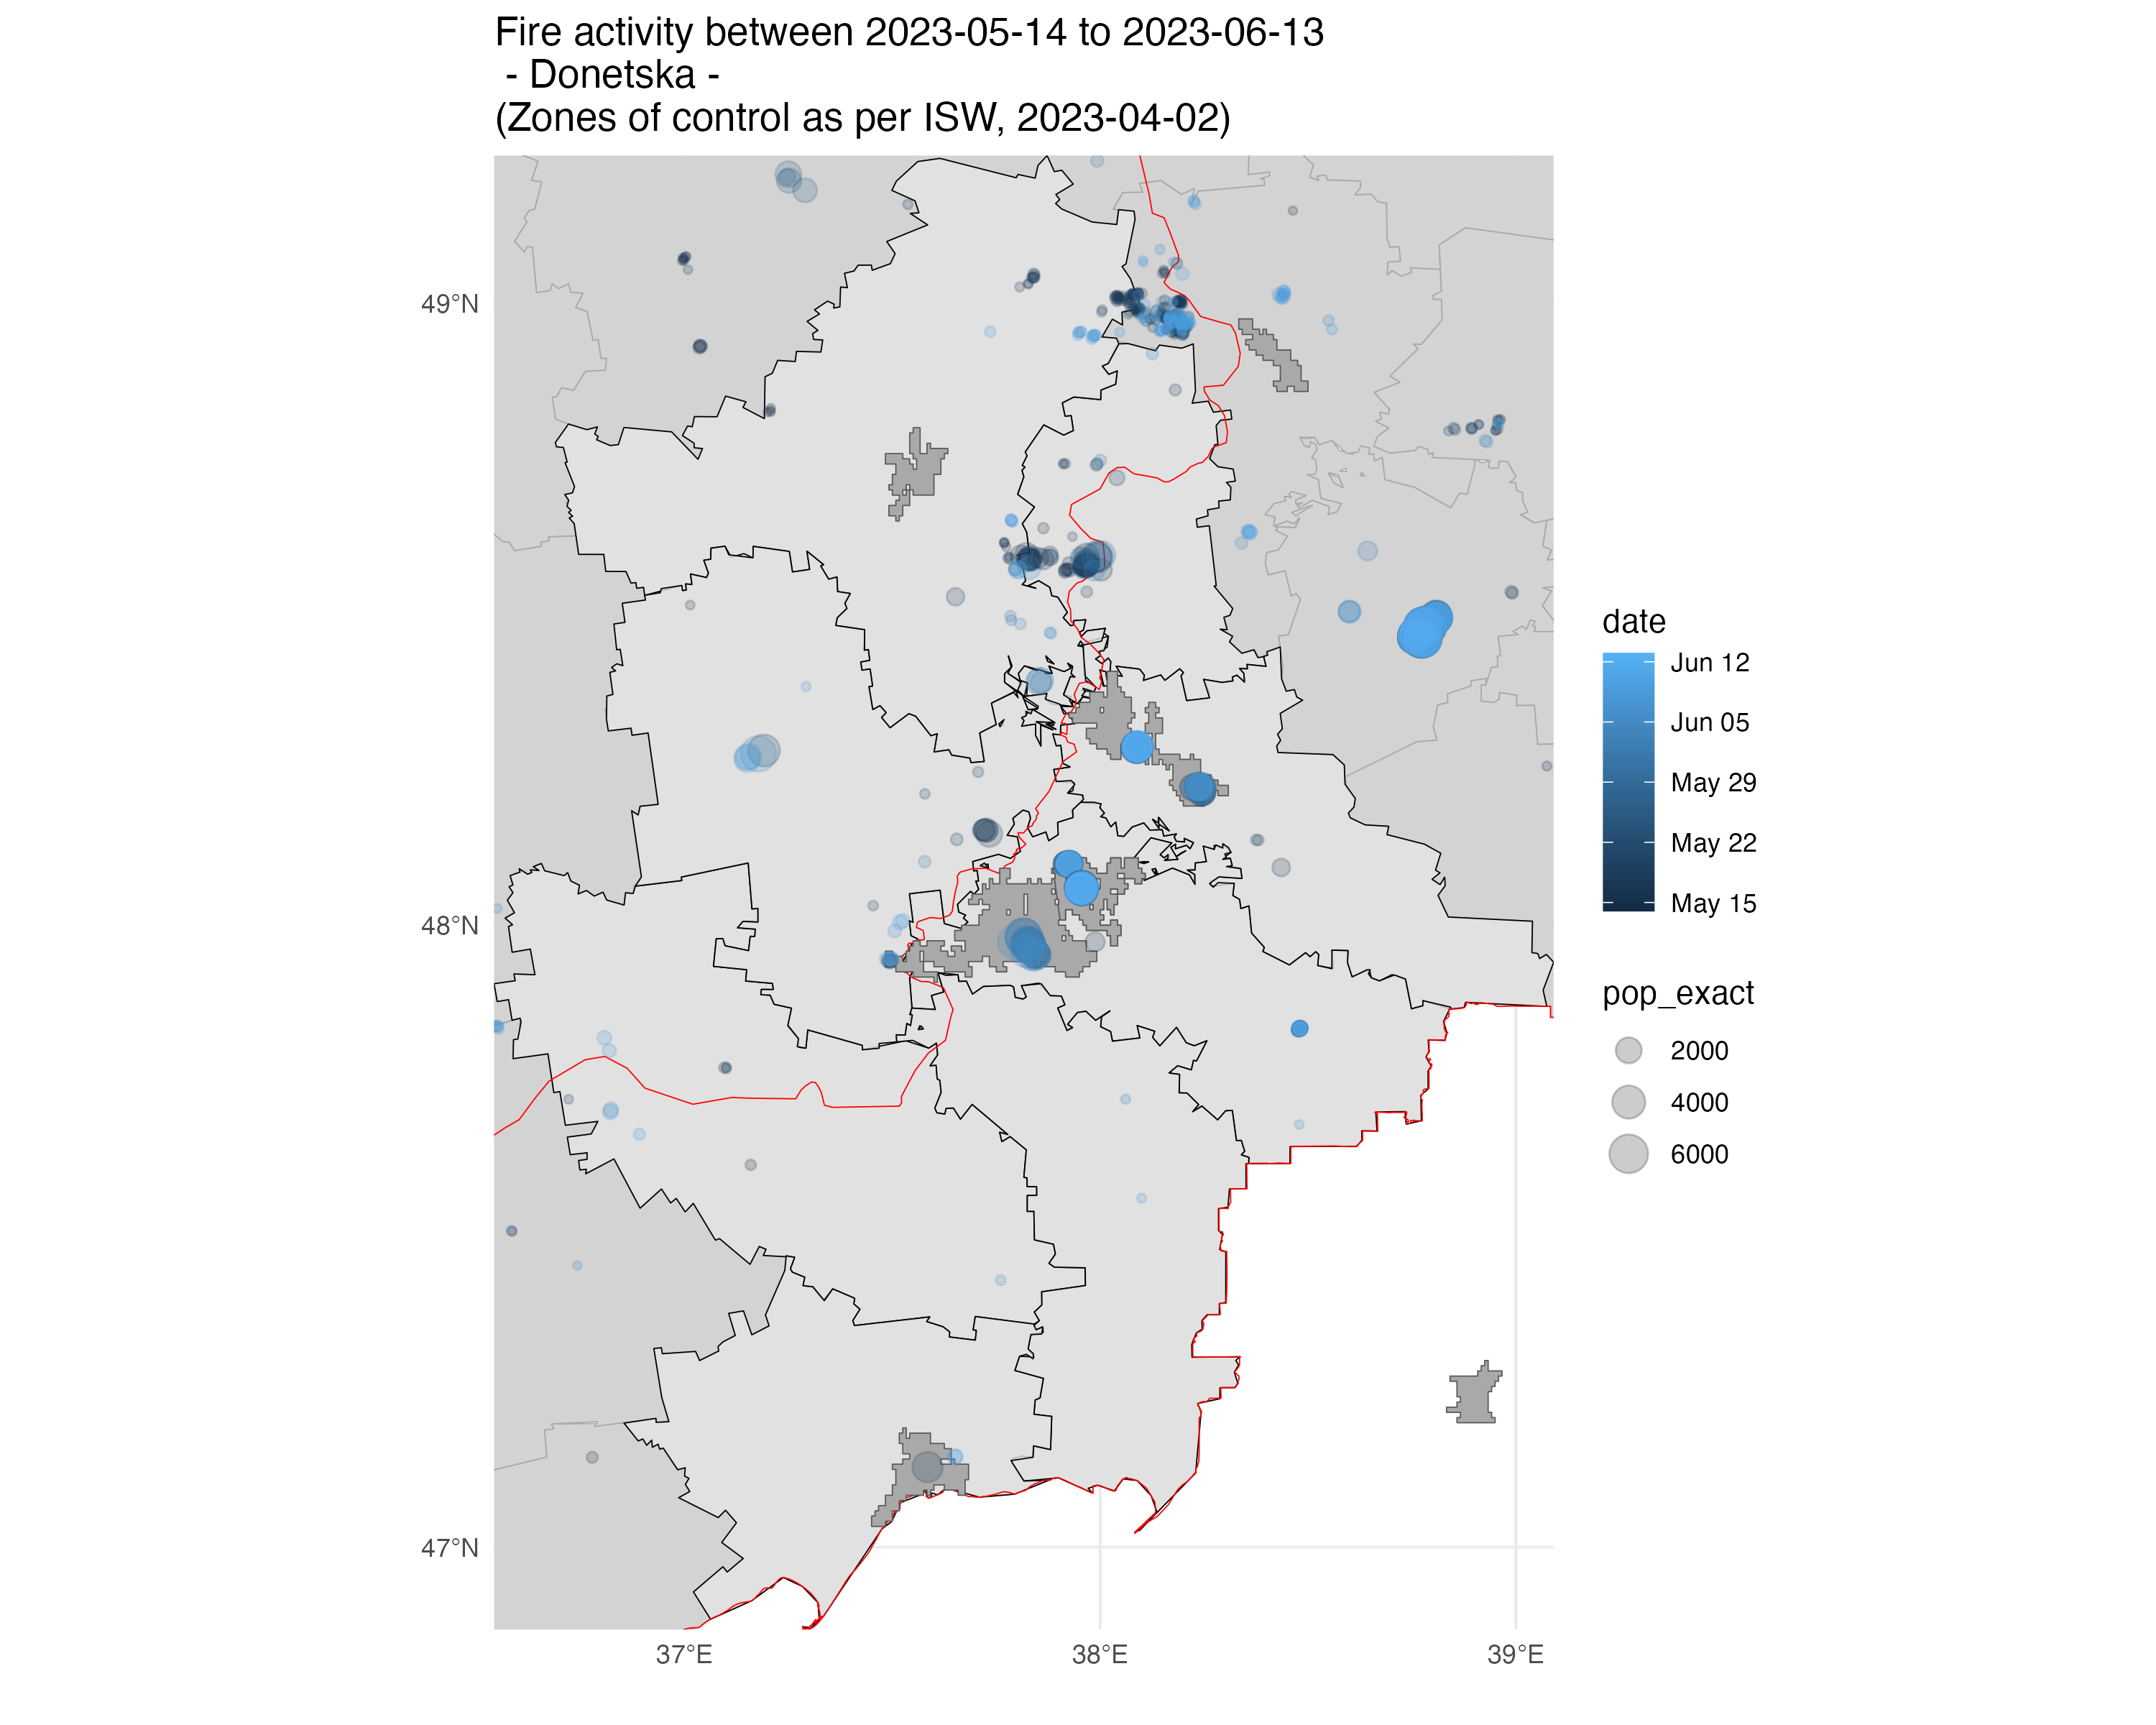 Fire activity between 2023-05-14 to 2023-06-13
- Donetska -
(Zones of control as per ISW, 2023-04-02)
49°N
48°N
47°N
37°E
38°E
39°E
date
Jun 12
Jun 05
May 29
May 22
May 15
pop_exact
2000
4000
6000